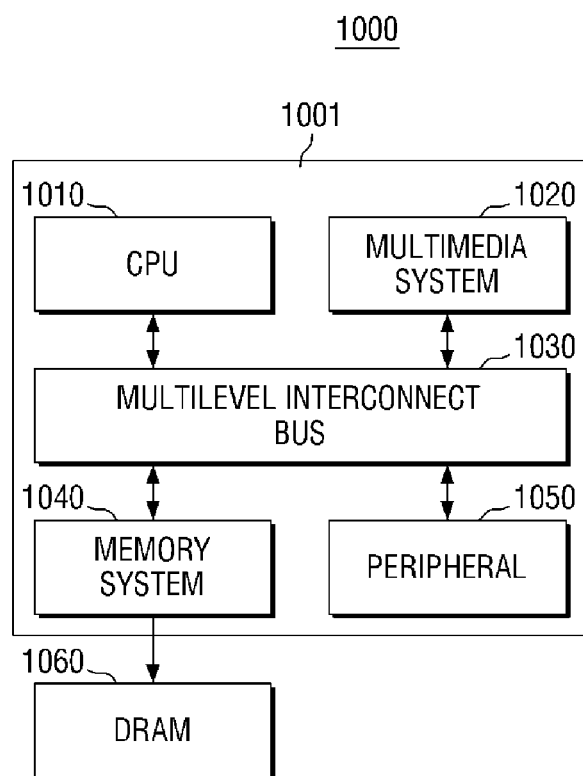 1000
1001
1010
1020
CPU
MULTIMEDIA
SYSTEM
1030
MULTILEVEL INTERCONNECT
BUS
1040
1050
MEMORY
SYSTEM
PERIPHERAL
1060
DRAM